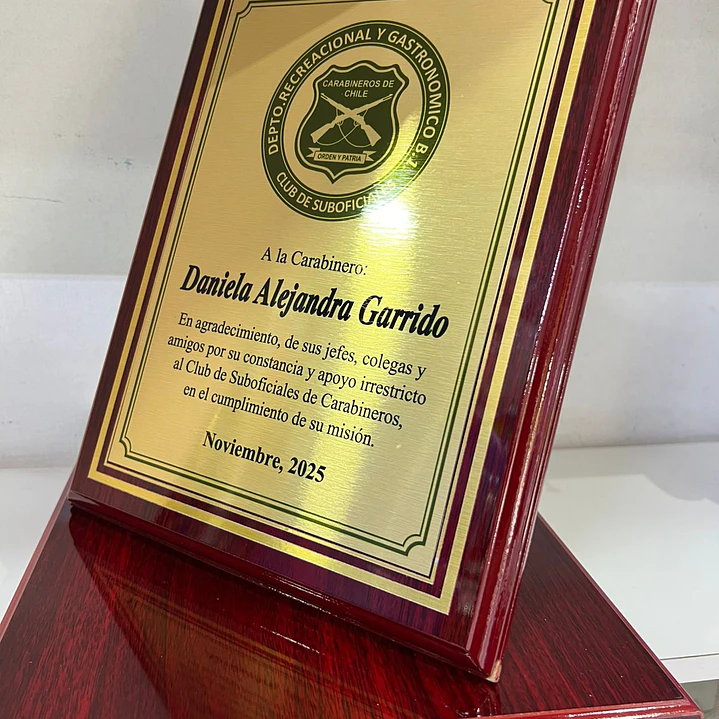 DEPTO.RECREACIONAL Y GASTRONOMICO B.
CARABINEROS DE
CHILE
ORDEN Y PATRIA
CLUB DE
A la Carabinero:
Daniela Alejandra Garrido
En agradecimiento, de sus jefes, colegas y
amigos por su constancia y apoyo irrestricto
al Club de Suboficiales de Carabineros,
en el cumplimiento de su misión.
Noviembre, 2025